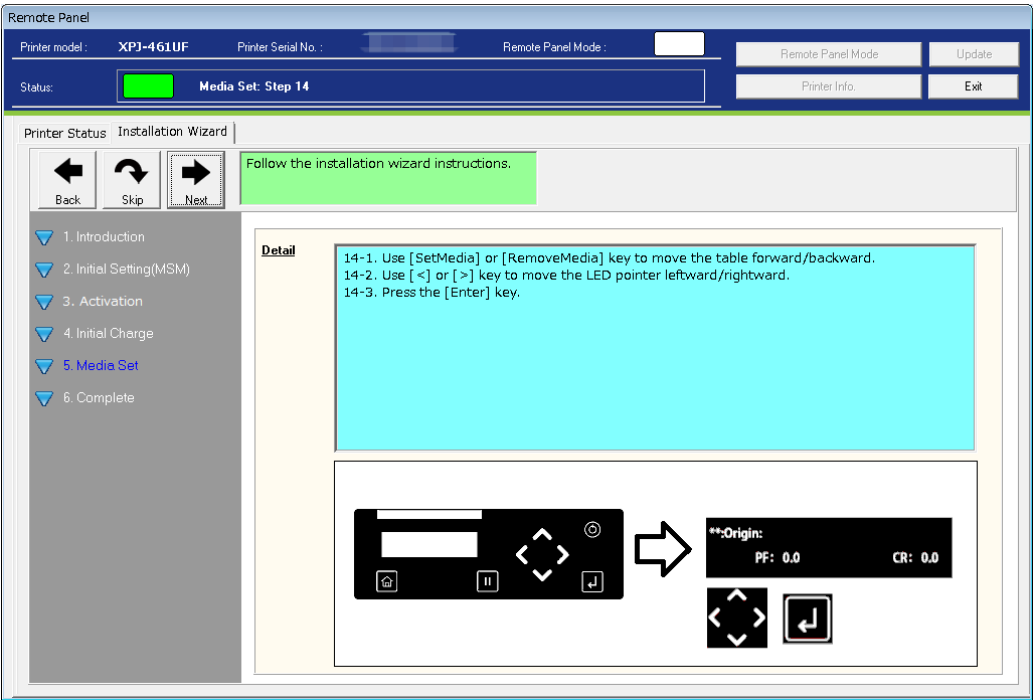 Remote Panel
Printer model : XPJ-461UF Printer Serial No. : Remote Panel Mode :
Remote Panel Mode Update
Status: Media Set: Step 14
Printer Info. Exit
Printer Status Installation Wizard
Back Skip Next
Follow the installation wizard instructions.
1. Introduction
2. Initial Setting(MSM)
3. Activation
4. Initial Charge
5. Media Set
6. Complete
Detail
14-1. Use [SetMedia] or [RemoveMedia] key to move the table forward/backward.
14-2. Use [<] or [>] key to move the LED pointer leftward/rightward.
14-3. Press the [Enter] key.
**:Origin:
PF: 0.0 CR: 0.0